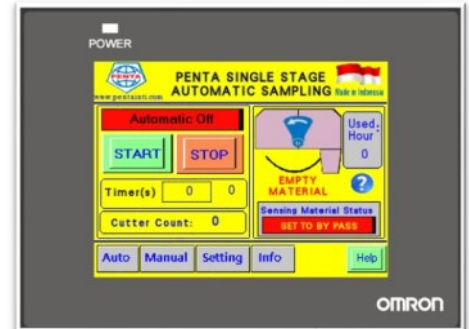 POWER
PENTA
www.pentainti.com
PENTA SINGLE STAGE
AUTOMATIC SAMPLING
Made in Indonesia
Automatic Off
START
STOP
Timer(s)
0
0
Cutter Count:
0
Used.
Hour
0
EMPTY
MATERIAL
?
Sensing Material Status
SET TO BY PASS
Auto
Manual
Setting
Info
Help
OMRON